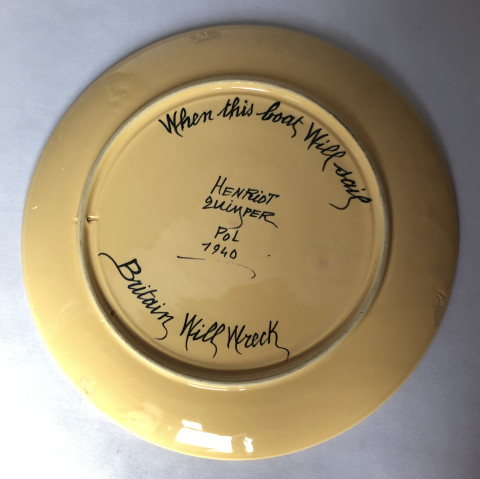 When this boat Will sail
HENRIOT
QUIMPER
POL
1940
Britain Will Wreck